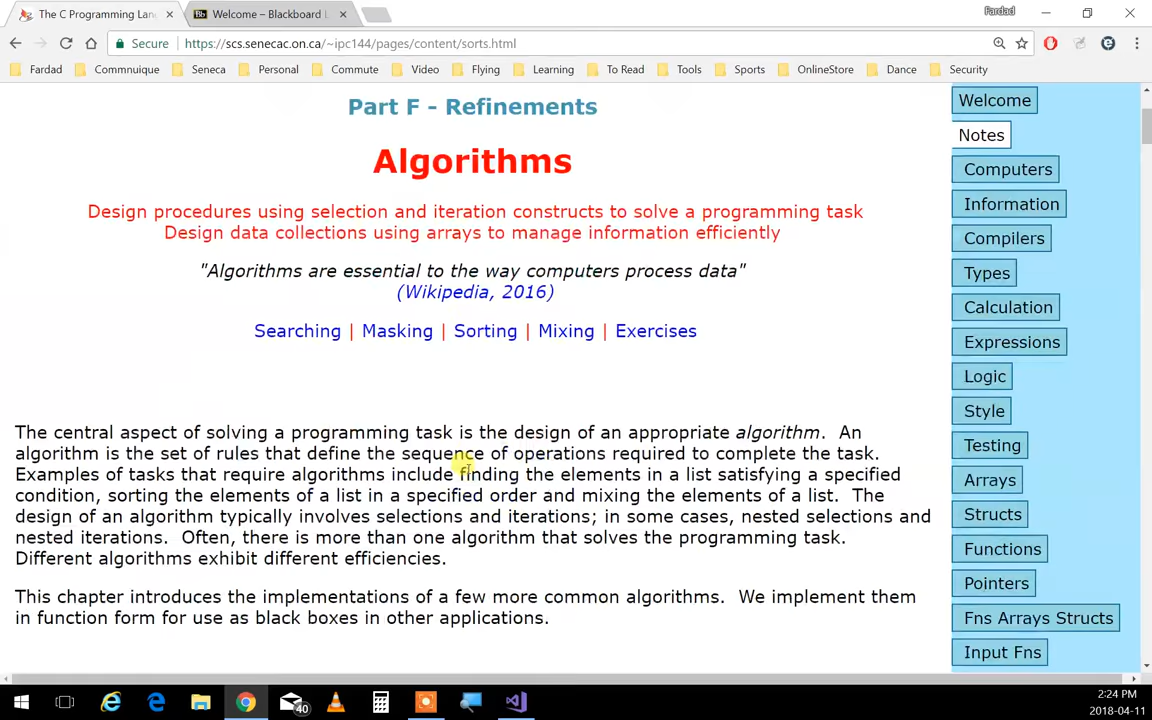 The C Programming Lan
Welcome – Blackboard L
Fardad
Secure
https://scs.senecac.on.ca/~ipc144/pages/content/sorts.html
Fardad
Commnuique
Seneca
Personal
Commute
Video
Flying
Learning
To Read
Tools
Sports
OnlineStore
Dance
Security
Part F - Refinements
Algorithms
Design procedures using selection and iteration constructs to solve a programming task
Design data collections using arrays to manage information efficiently
"Algorithms are essential to the way computers process data"
(Wikipedia, 2016)
Searching | Masking | Sorting | Mixing | Exercises
The central aspect of solving a programming task is the design of an appropriate algorithm. An
algorithm is the set of rules that define the sequence of operations required to complete the task.
Examples of tasks that require algorithms include finding the elements in a list satisfying a specified
condition, sorting the elements of a list in a specified order and mixing the elements of a list. The
design of an algorithm typically involves selections and iterations; in some cases, nested selections and
nested iterations. Often, there is more than one algorithm that solves the programming task.
Different algorithms exhibit different efficiencies.
This chapter introduces the implementations of a few more common algorithms. We implement them
in function form for use as black boxes in other applications.
Welcome
Notes
Computers
Information
Compilers
Types
Calculation
Expressions
Logic
Style
Testing
Arrays
Structs
Functions
Pointers
Fns Arrays Structs
Input Fns
40
2:24 PM
2018-04-11